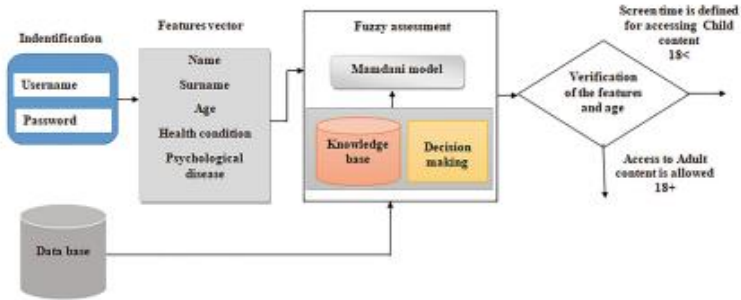 Indentification
Username
Password
Features vector
Name
Surname
Age
Health condition
Psychological
disease
Data base
Fuzzy assessment
Mamdani model
Knowledge
base
Decision
making
Verification
of the features
and age
Screen time is defined
for accessing Child
content
18<
Access to Adult
content is allowed
18+